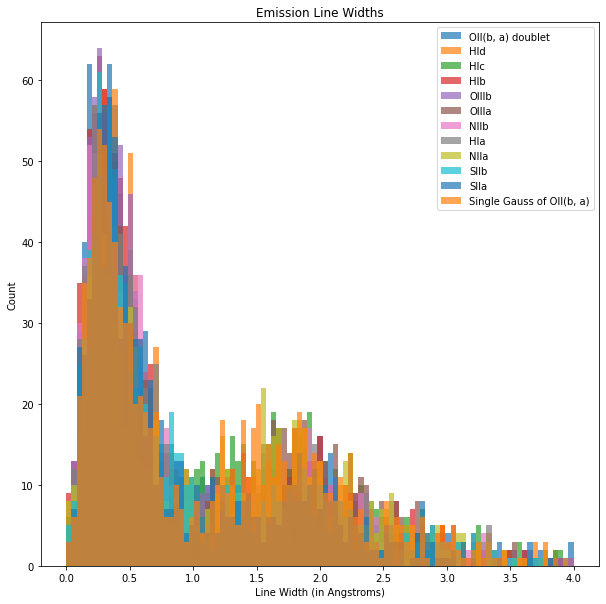 Emission Line Widths
OII(b, a) doublet
HId
HIc
HIb
OIIIb
OIIIa
NIIb
HIa
NIIa
SIIb
SIIa
Single Gauss of OII(b, a)
Count
60
50
40
30
20
10
0
0.0 0.5 1.0 1.5 2.0 2.5 3.0 3.5 4.0
Line Width (in Angstroms)